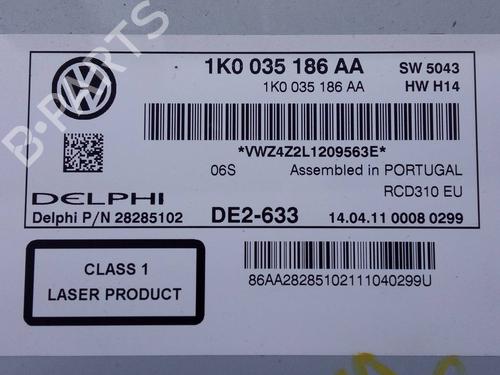 1K0 035 186 AA SW 5043
1K0 035 186 AA HW H14
*VWZ4Z2L1209563E*
06S Assembled in PORTUGAL
DELPHI RCD310 EU
Delphi P/N 28285102 DE2-633 14.04.11 0008 0299
CLASS 1
LASER PRODUCT
86AA28285102111040299U
B-PARTS